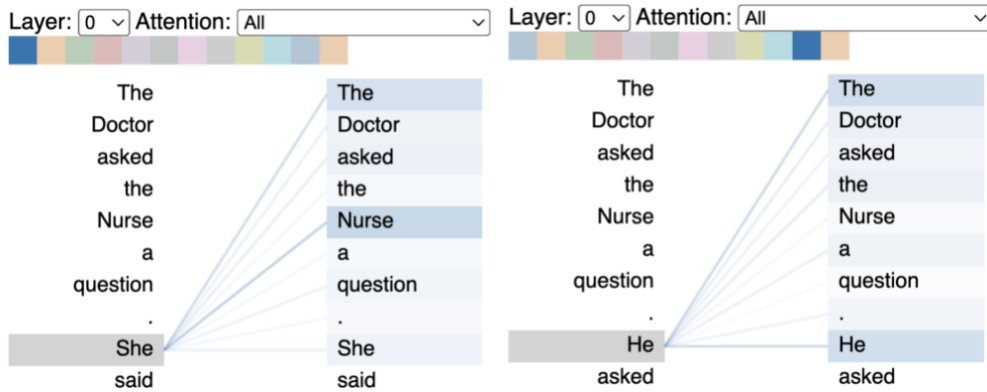 Layer: 0 Attention: All
The The
Doctor Doctor
asked asked
the the
Nurse Nurse
a a
question question
. .
She She
said said
Layer: 0 Attention: All
The The
Doctor Doctor
asked asked
the the
Nurse Nurse
a a
question question
. .
He He
asked asked